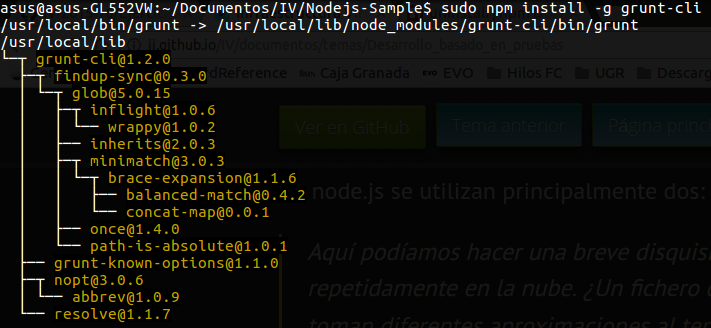 asus@asus-GL552VW:~/Documentos/IV/Nodejs-Sample$ sudo npm install -g grunt-cli
/usr/local/bin/grunt -> /usr/local/lib/node_modules/grunt-cli/bin/grunt
/usr/local/lib
jj.github.io/IV/documentos/temas/Desarrollo_basado_en_pruebas
└─┬ grunt-cli@1.2.0
  ├─┬ findup-sync@0.3.0
  │ └─┬ glob@5.0.15
  │   ├─┬ inflight@1.0.6
  │   │ └── wrappy@1.0.2
  │   ├── inherits@2.0.3
  │   ├─┬ minimatch@3.0.3
  │   │ └─┬ brace-expansion@1.1.6
  │   │   ├── balanced-match@0.4.2
  │   │   └── concat-map@0.0.1
  │   ├── once@1.4.0
  │   └── path-is-absolute@1.0.1
  ├── grunt-known-options@1.1.0
  ├─┬ nopt@3.0.6
  │ └── abbrev@1.0.9
  └── resolve@1.1.7
Reference Caja Granada EVO EVO Hilos FC UGR Descarg
Ver en GitHub Tema anterior Página princ
node.js se utilizan principalmente dos:
Aquí podíamos hacer una breve disquis
repetidamente en la nube. ¿Un fichero
toman diferentes aproximaciones al te